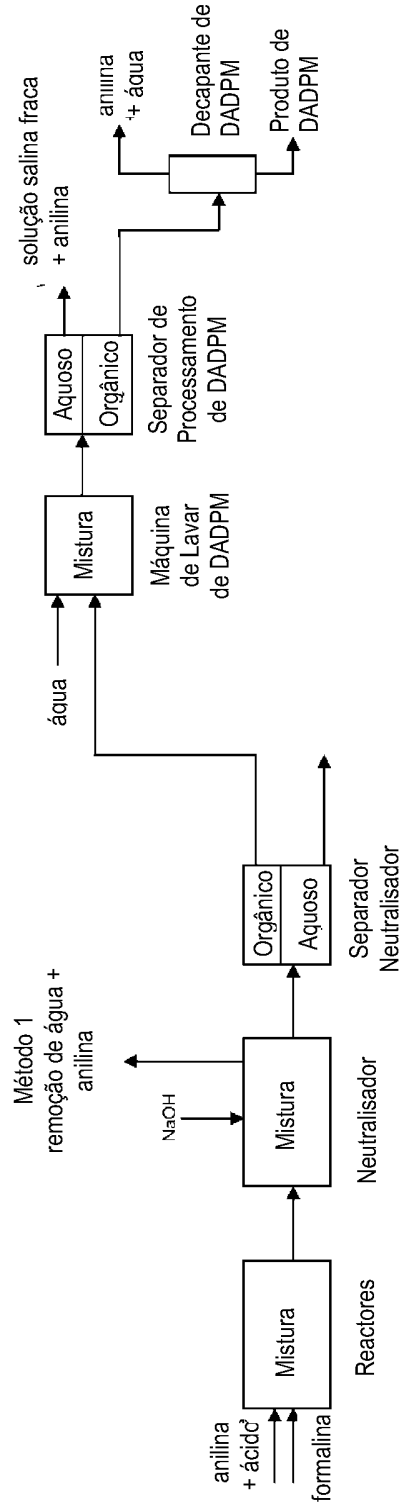 anilina
+ ácido
formalina
Mistura
Reactores
Método 1
remoção de água +
anilina
NaOH
Mistura
Neutralisador
Orgânico
Aquoso
Separador
Neutralisador
água
Mistura
Máquina
de Lavar
de DADPM
solução salina fraca
+ anilina
Aquoso
Orgânico
Separador de
Processamento
de DADPM
anilina
+ água
Decapante de
DADPM
Produto de
DADPM